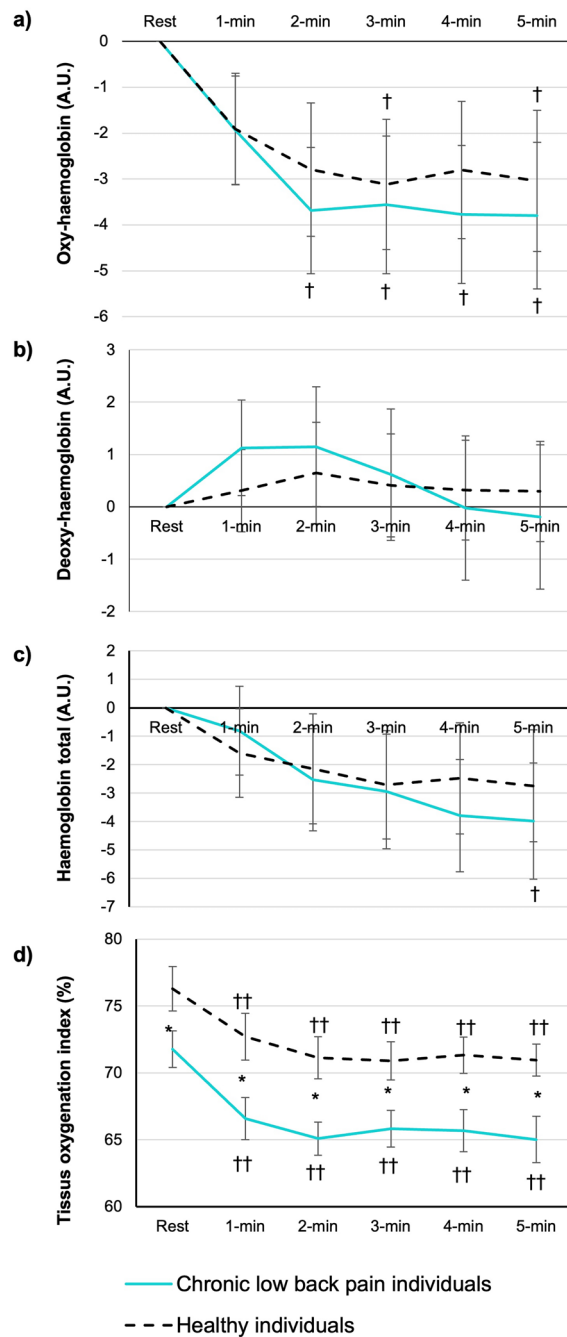 a)
Rest 1-min 2-min 3-min 4-min 5-min
Oxy-haemoglobin (A.U.)
0
-1
-2
-3
-4
-5
-6
† †
† † † †
b)
Deoxy-haemoglobin (A.U.)
3
2
1
0
-1
-2
Rest 1-min 2-min 3-min 4-min 5-min
c)
Haemoglobin total (A.U.)
2
1
0
-1
-2
-3
-4
-5
-6
-7
Rest 1-min 2-min 3-min 4-min 5-min
†
d)
Tissus oxygenation index (%)
80
75
70
65
60
†† †† †† †† ††
* * * * * *
†† †† †† †† ††
Rest 1-min 2-min 3-min 4-min 5-min
Chronic low back pain individuals
Healthy individuals